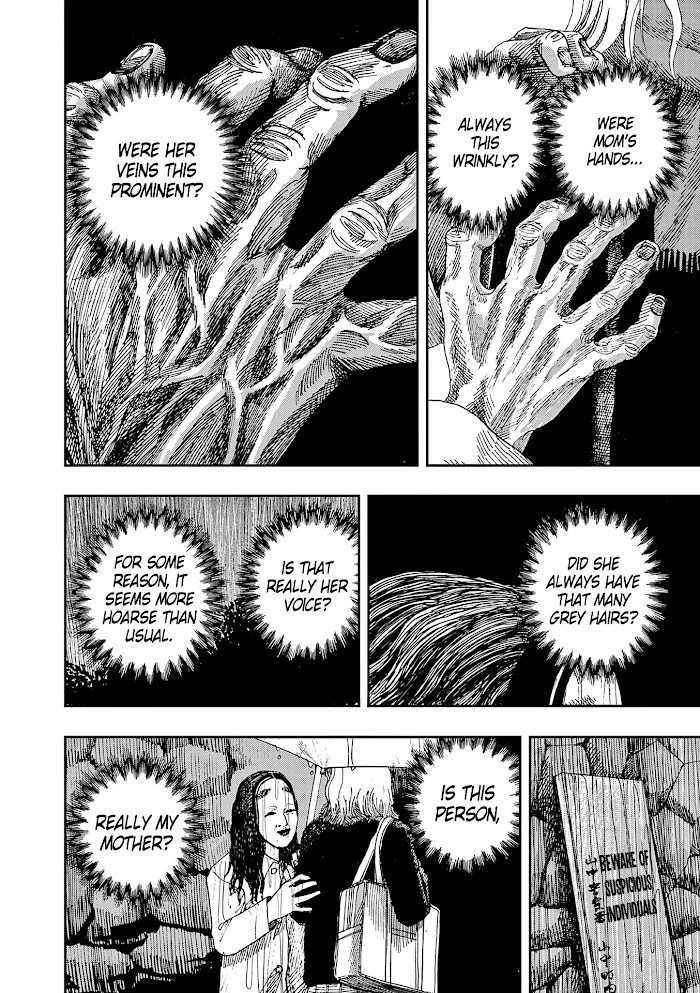 WERE
MOM'S
HANDS...
ALWAYS
THIS
WRINKLY?
WERE HER
VEINS THIS
PROMINENT?
DID SHE
ALWAYS HAVE
THAT MANY
GREY HAIRS?
IS THAT
REALLY HER
VOICE?
FOR SOME
REASON, IT
SEEMS MORE
HOARSE THAN
USUAL.
BEWARE OF
SUSPICIOUS
INDIVIDUALS
IS THIS
PERSON,
REALLY MY
MOTHER?